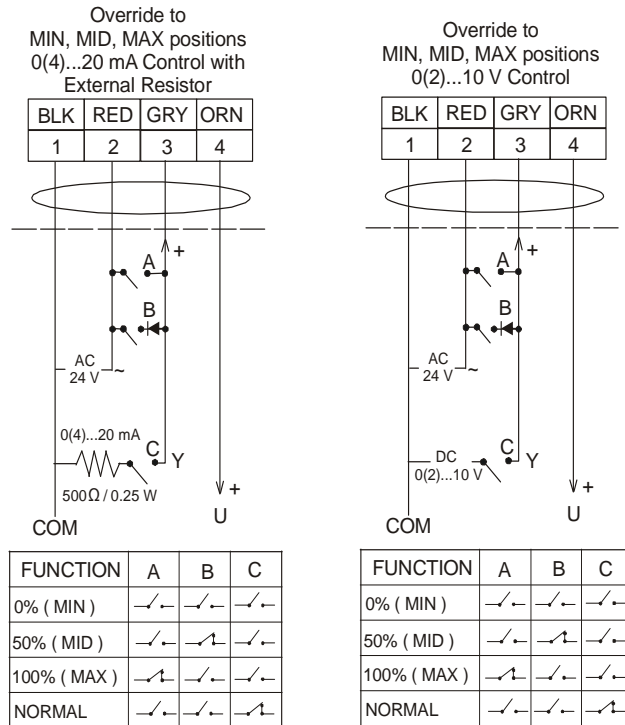 Override to
MIN, MID, MAX positions
0(4)...20 mA Control with
External Resistor
BLK RED GRY ORN
1 2 3 4
+
A
B
AC
24 V ~
0(4)...20 mA
C Y
500Ω / 0.25 W
+
U
COM
FUNCTION A B C
0% ( MIN )
50% ( MID )
100% ( MAX )
NORMAL
Override to
MIN, MID, MAX positions
0(2)...10 V Control
BLK RED GRY ORN
1 2 3 4
+
A
B
AC
24 V ~
C Y
DC
0(2)...10 V
+
U
COM
FUNCTION A B C
0% ( MIN )
50% ( MID )
100% ( MAX )
NORMAL